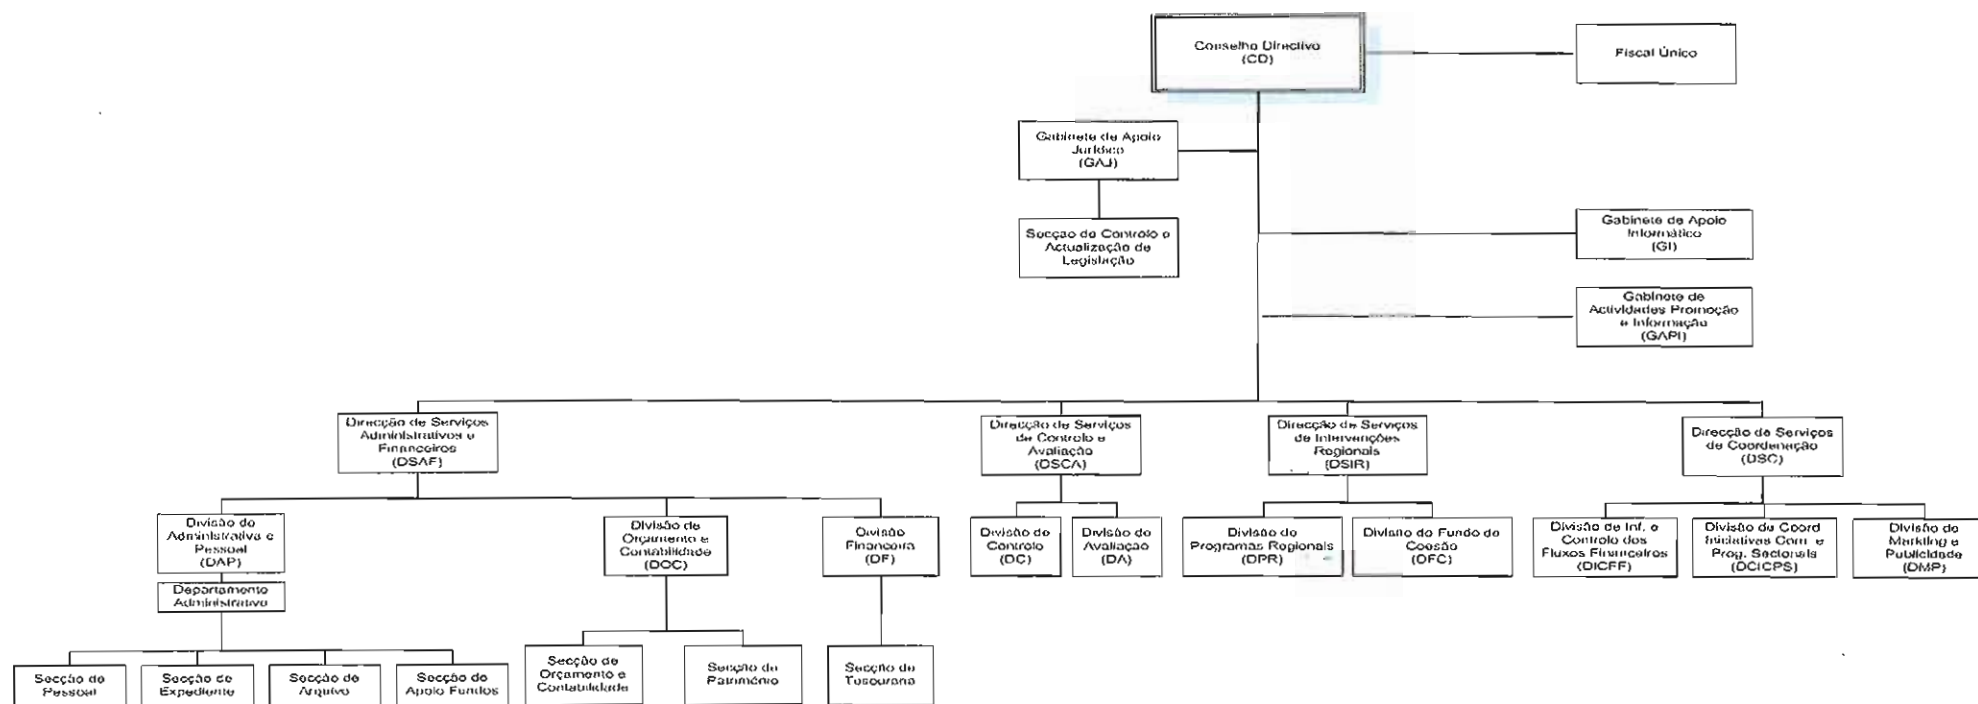 Conselho Directivo
(CD)
Fiscal Único
Gabinete de Apoio
Jurídico
(GAJ)
Secção de Controlo e
Actualização de
Legislação
Gabinete de Apoio
Informático
(GI)
Gabinete de
Actividades Promoção
e Informação
(GAPI)
Direcção de Serviços
Administrativos e
Financeiros
(DSAF)
Direcção de Serviços
de Controlo e
Avaliação
(DSCA)
Direcção de Serviços
de Intervenções
Regionais
(DSIR)
Direcção de Serviços
de Coordenação
(DSC)
Divisão de
Administrativa e
Pessoal
(DAP)
Departamento
Administrativo
Divisão de
Orçamento e
Contabilidade
(DOC)
Divisão
Financeira
(DF)
Divisão de
Controlo
(DC)
Divisão de
Avaliação
(DA)
Divisão de
Programas Regionais
(DPR)
Divisão do Fundo de
Coesão
(DFC)
Divisão de Inf. e
Controlo dos
Fluxos Financeiros
(DICFF)
Divisão de Coord
Iniciativas Com e
Prog. Sectoriais
(DCICPS)
Divisão de
Markting e
Publicidade
(DMP)
Secção de
Pessoal
Secção de
Expediente
Secção de
Arquivo
Secção de
Apoio Fundos
Secção de
Orçamento e
Contabilidade
Secção de
Património
Secção de
Tesouraria